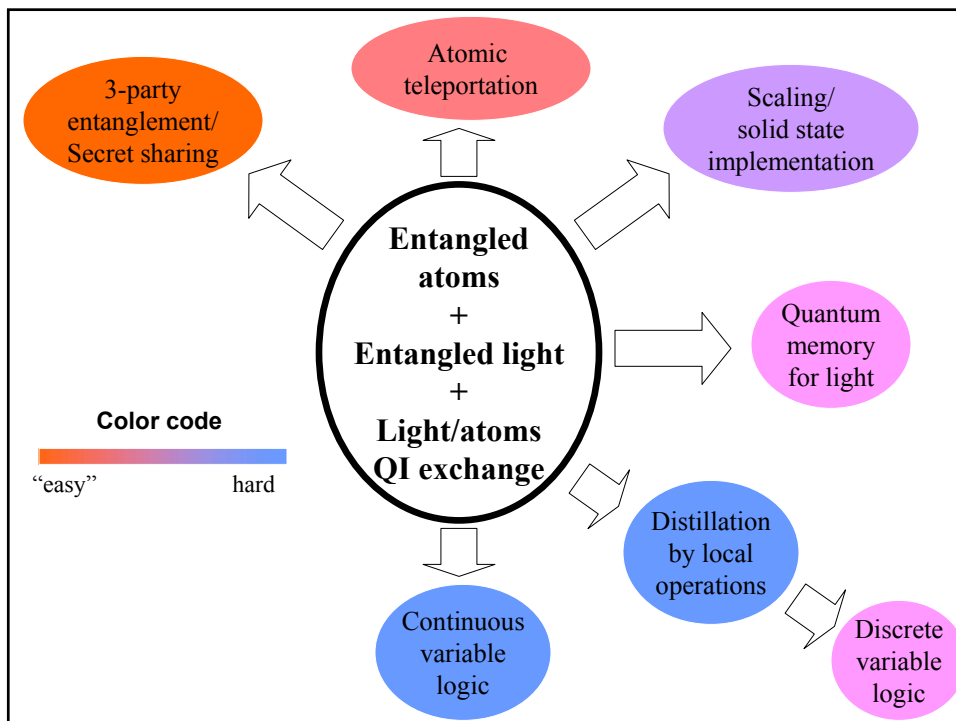 3-party
entanglement/
Secret sharing
Atomic
teleportation
Scaling/
solid state
implementation
Entangled
atoms
+
Entangled light
+
Light/atoms
QI exchange
Quantum
memory
for light
Color code
“easy” hard
Distillation
by local
operations
Continuous
variable
logic
Discrete
variable
logic